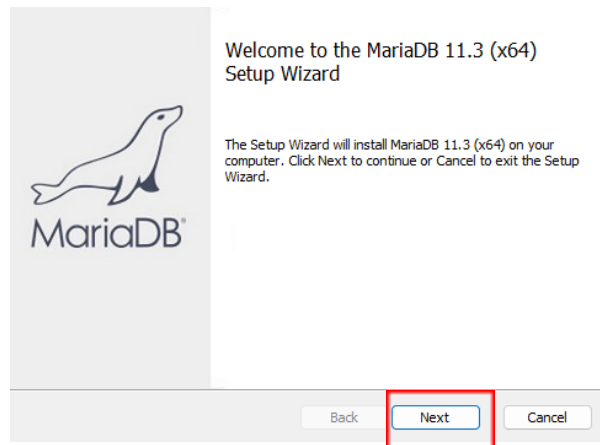 Welcome to the MariaDB 11.3 (x64)
Setup Wizard
The Setup Wizard will install MariaDB 11.3 (x64) on your
computer. Click Next to continue or Cancel to exit the Setup
Wizard.
MariaDB®
Back
Next
Cancel